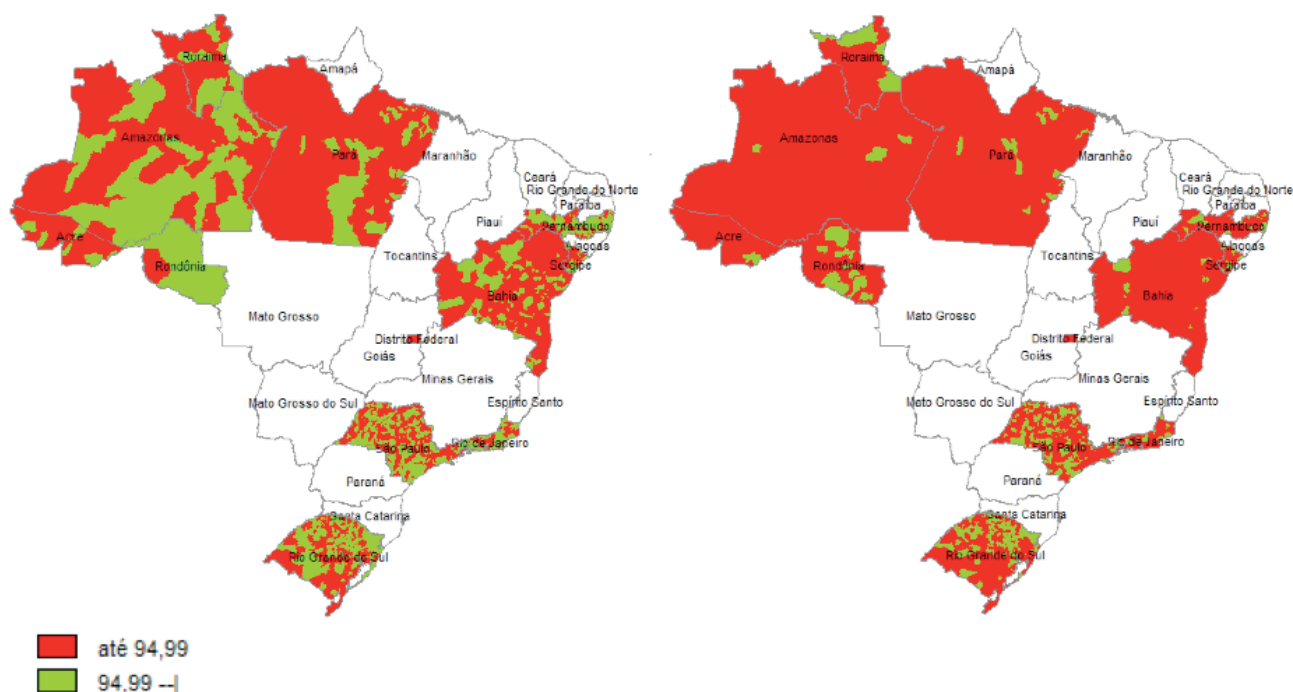 Roraima
Amapá
Amazonas
Pará
Maranhão
Ceará
Rio Grande do Norte
Paraíba
Piauí
Pernambuco
Alagoas
Sergipe
Acre
Rondônia
Tocantins
Bahia
Mato Grosso
Distrito Federal
Goiás
Minas Gerais
Mato Grosso do Sul
Espírito Santo
São Paulo
Rio de Janeiro
Paraná
Santa Catarina
Rio Grande do Sul
Roraima
Amapá
Amazonas
Pará
Maranhão
Ceará
Rio Grande do Norte
Paraíba
Piauí
Pernambuco
Alagoas
Sergipe
Acre
Rondônia
Tocantins
Bahia
Mato Grosso
Distrito Federal
Goiás
Minas Gerais
Mato Grosso do Sul
Espírito Santo
São Paulo
Rio de Janeiro
Paraná
Santa Catarina
Rio Grande do Sul
até 94,99
94,99 --|